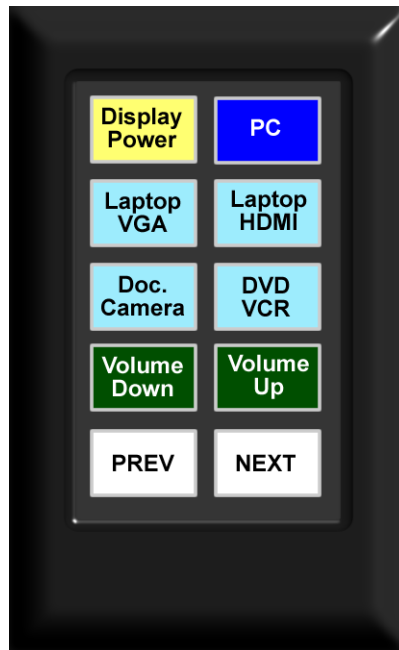 Display
Power
PC
Laptop
VGA
Laptop
HDMI
Doc.
Camera
DVD
VCR
Volume
Down
Volume
Up
PREV
NEXT